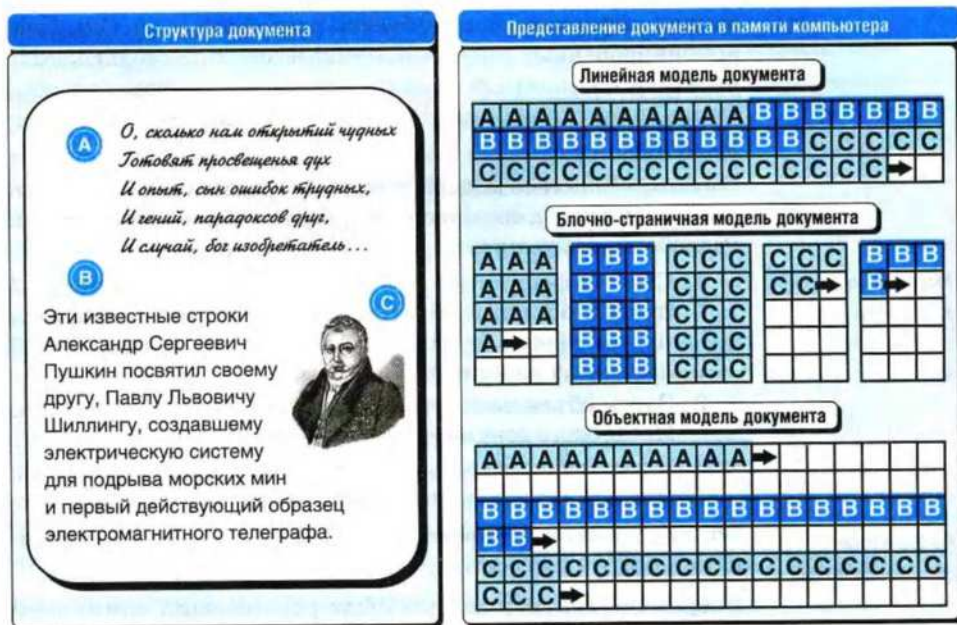 Структура документа
A
О, сколько нам открытий чудных
Готовят просвещенья дух
И опыт, сын ошибок трудных,
И гений, парадоксов друг,
И случай, бог изобретатель...
B
C
Эти известные строки
Александр Сергеевич
Пушкин посвятил своему
другу, Павлу Львовичу
Шиллингу, создавшему
электрическую систему
для подрыва морских мин
и первый действующий образец
электромагнитного телеграфа.
Представление документа в памяти компьютера
Линейная модель документа
A A A A A A A A A A B B B B B B B
B B B B B B B B B B B B C C C C C
C C C C C C C C C C C C C C C →
Блочно-страничная модель документа
A A A B B B C C C C C C B B B
A A A B B B C C C C C → B →
A A A B B B C C C
A → B B B C C C
B B B C C C
Объектная модель документа
A A A A A A A A A A →
B B B B B B B B B B B B B B B B B
B B →
C C C C C C C C C C C C C C C C C
C C C →